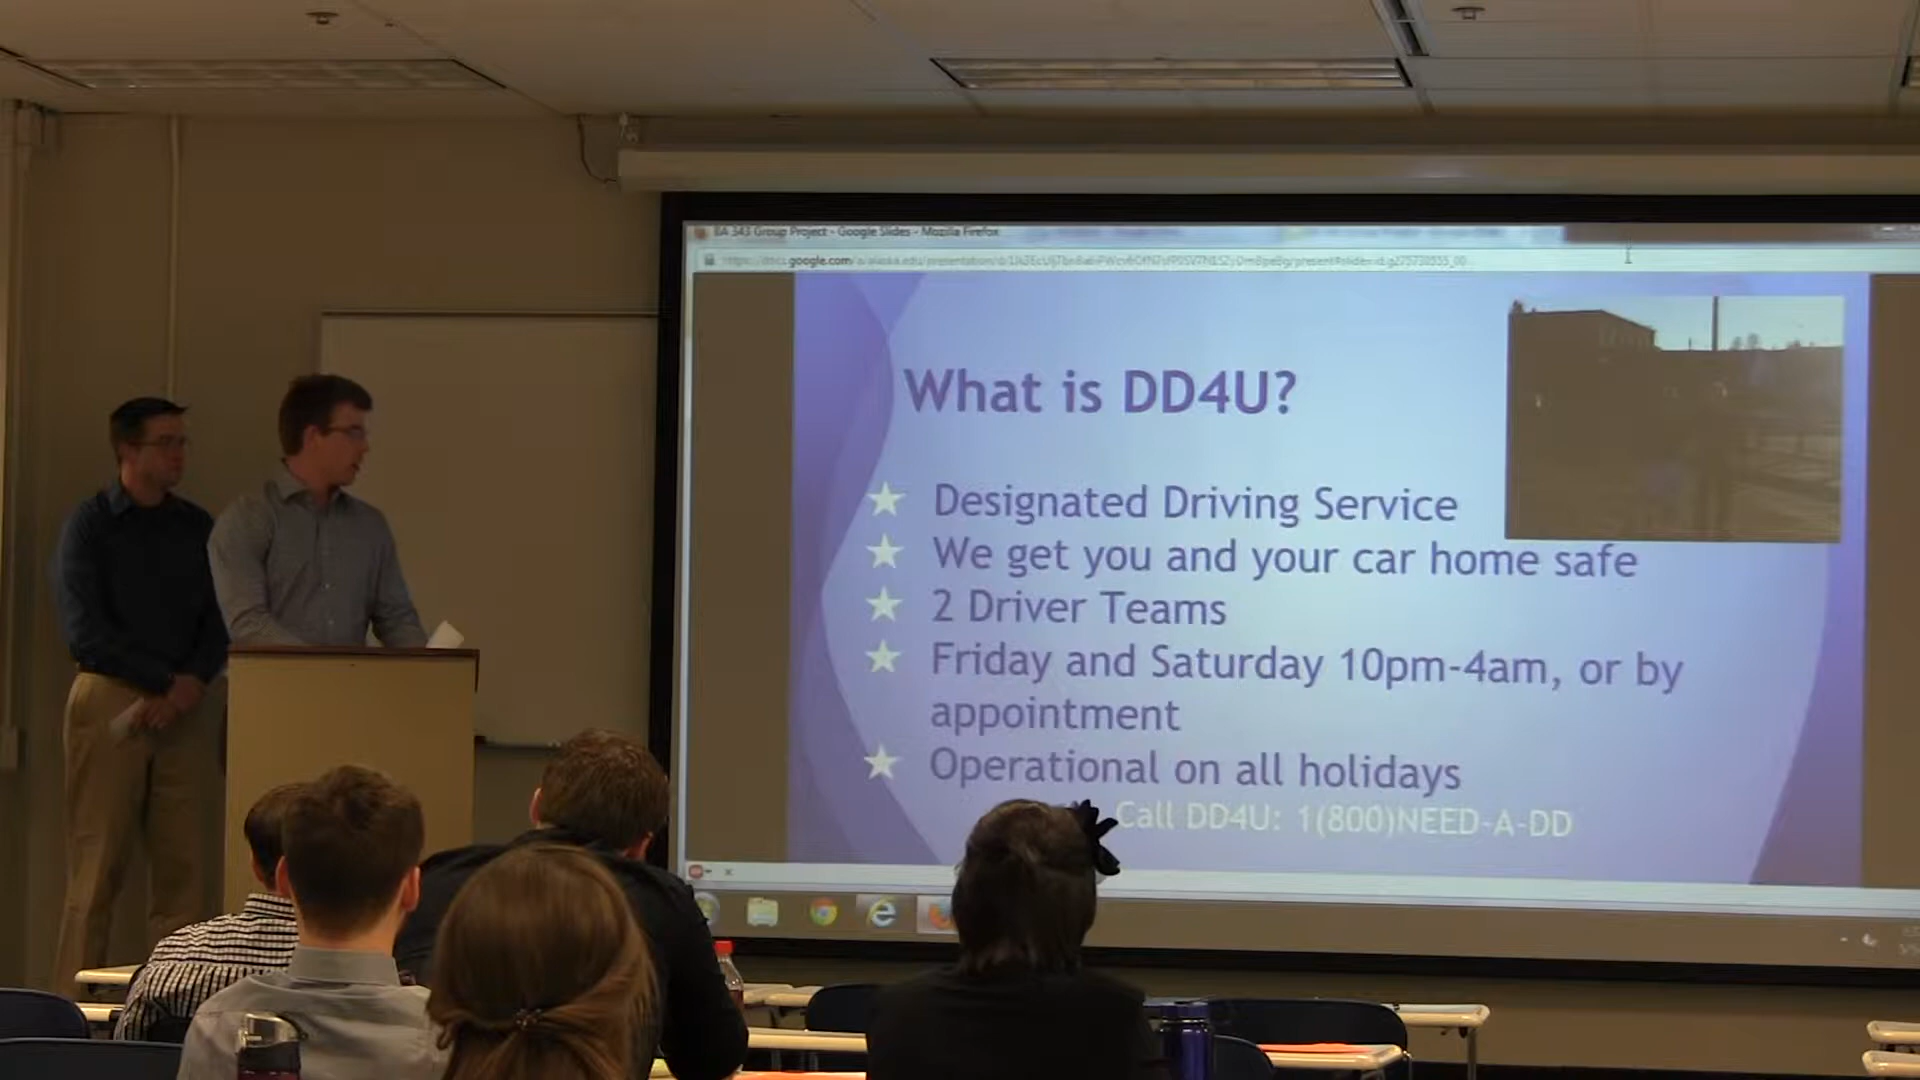 BA 343 Group Project - Google Slides - Mozilla Firefox
What is DD4U?
Designated Driving Service
We get you and your car home safe
2 Driver Teams
Friday and Saturday 10pm-4am, or by
appointment
Operational on all holidays
Call DD4U: 1(800)NEED-A-DD